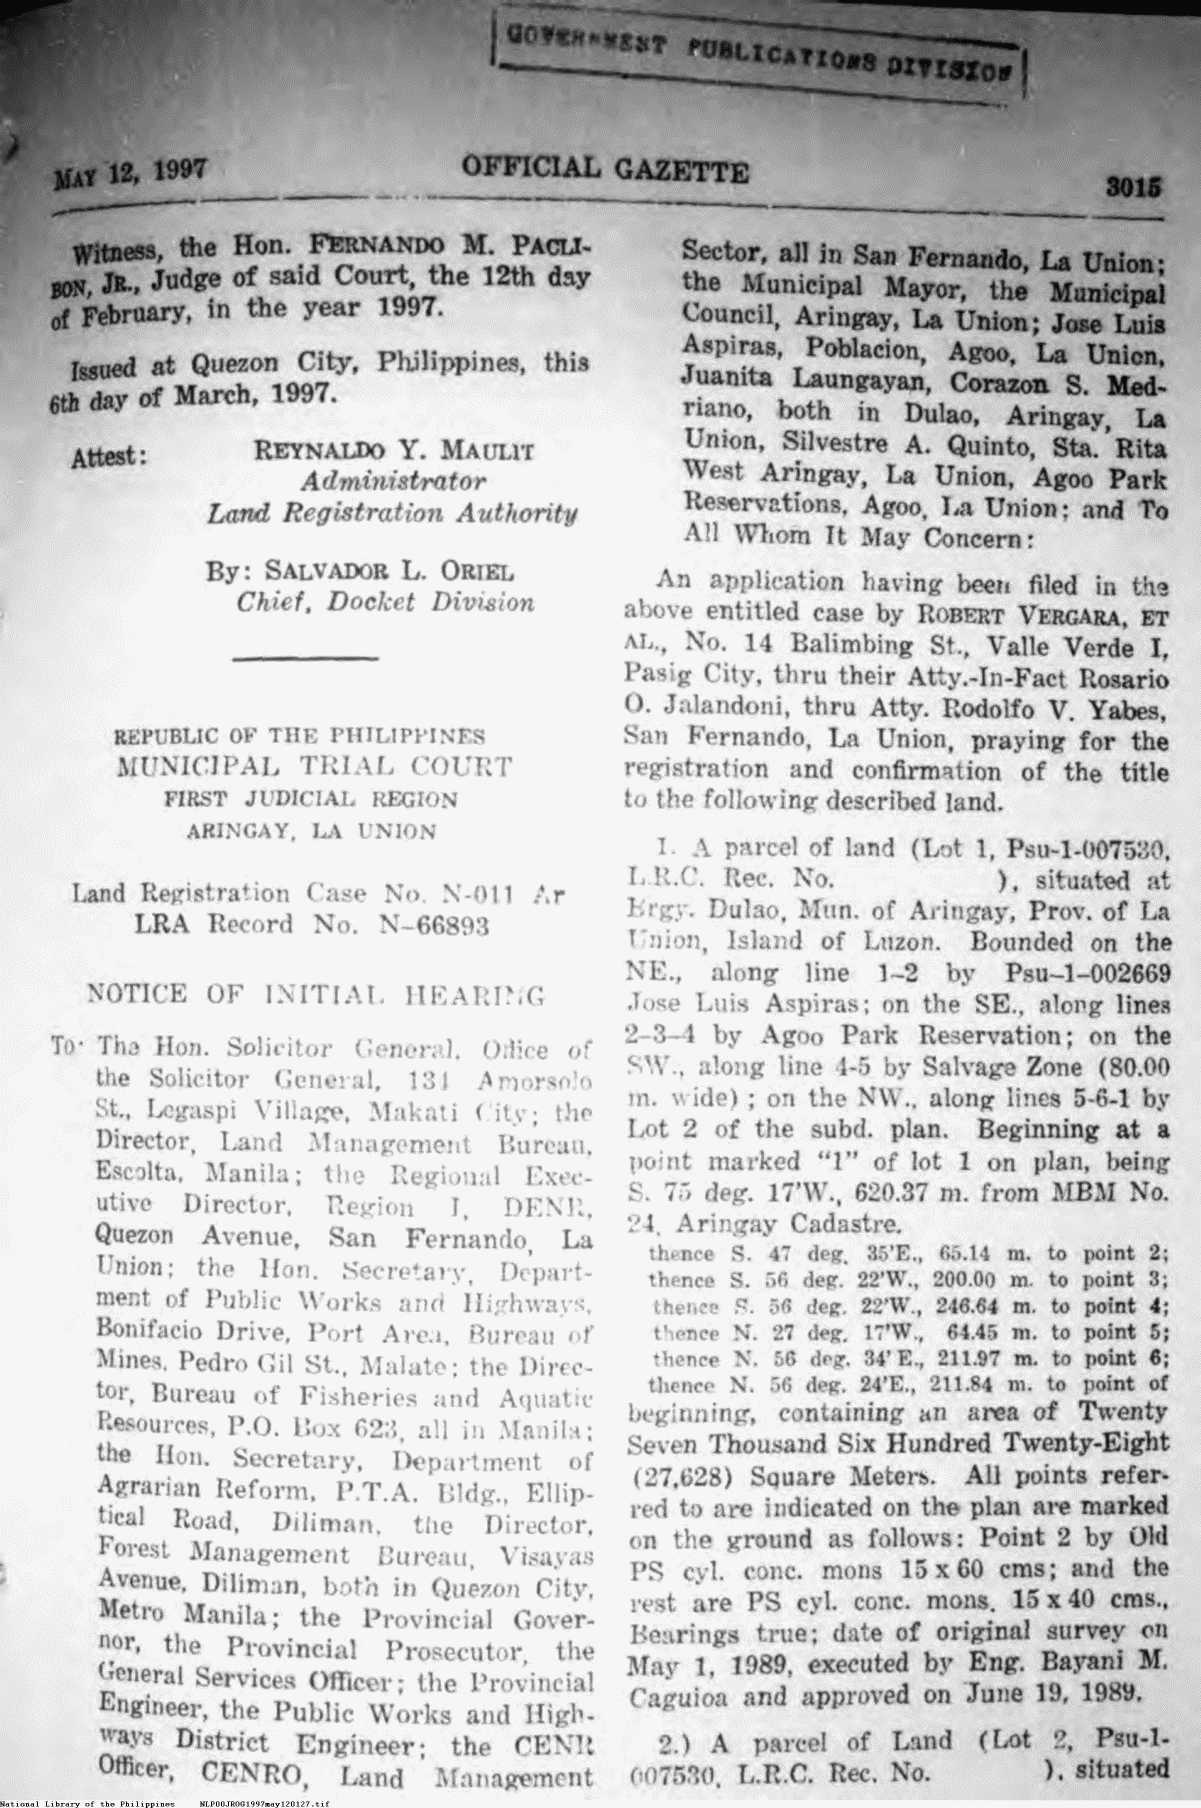 GOVERNMENT PUBLICATIONS DIVISION
MAY 12, 1997
OFFICIAL GAZETTE
3015
Witness, the Hon. FERNANDO M. PACLI-
BON, JR., Judge of said Court, the 12th day
of February, in the year 1997.
Issued at Quezon City, Philippines, this
6th day of March, 1997.
Attest: REYNALDO Y. MAULIT
Administrator
Land Registration Authority
By: SALVADOR L. ORIEL
Chief, Docket Division
REPUBLIC OF THE PHILIPPINES
MUNICIPAL TRIAL COURT
FIRST JUDICIAL REGION
ARINGAY, LA UNION
Land Registration Case No. N-011 Ar
LRA Record No. N-66893
NOTICE OF INITIAL HEARING
To: The Hon. Solicitor General, Office of
the Solicitor General, 134 Amorsolo
St., Legaspi Village, Makati City; the
Director, Land Management Bureau,
Escolta, Manila; the Regional Exec-
utive Director, Region I, DENR,
Quezon Avenue, San Fernando, La
Union; the Hon. Secretary, Depart-
ment of Public Works and Highways,
Bonifacio Drive, Port Area, Bureau of
Mines, Pedro Gil St., Malate; the Direc-
tor, Bureau of Fisheries and Aquatic
Resources, P.O. Box 623, all in Manila;
the Hon. Secretary, Department of
Agrarian Reform, P.T.A. Bldg., Ellip-
tical Road, Diliman, the Director,
Forest Management Bureau, Visayas
Avenue, Diliman, both in Quezon City,
Metro Manila; the Provincial Gover-
nor, the Provincial Prosecutor, the
General Services Officer; the Provincial
Engineer, the Public Works and High-
ways District Engineer; the CENR
Officer, CENRO, Land Management
Sector, all in San Fernando, La Union;
the Municipal Mayor, the Municipal
Council, Aringay, La Union; Jose Luis
Aspiras, Poblacion, Agoo, La Union,
Juanita Laungayan, Corazon S. Med-
riano, both in Dulao, Aringay, La
Union, Silvestre A. Quinto, Sta. Rita
West Aringay, La Union, Agoo Park
Reservations, Agoo, La Union; and To
All Whom It May Concern:
An application having been filed in the
above entitled case by ROBERT VERGARA, ET
AL., No. 14 Balimbing St., Valle Verde I,
Pasig City, thru their Atty.-In-Fact Rosario
O. Jalandoni, thru Atty. Rodolfo V. Yabes,
San Fernando, La Union, praying for the
registration and confirmation of the title
to the following described land.
1. A parcel of land (Lot 1, Psu-1-007530,
L.R.C. Rec. No. ), situated at
Brgy. Dulao, Mun. of Aringay, Prov. of La
Union, Island of Luzon. Bounded on the
NE., along line 1-2 by Psu-1-002669
Jose Luis Aspiras; on the SE., along lines
2-3-4 by Agoo Park Reservation; on the
SW., along line 4-5 by Salvage Zone (80.00
m. wide); on the NW., along lines 5-6-1 by
Lot 2 of the subd. plan. Beginning at a
point marked "1" of lot 1 on plan, being
S. 75 deg. 17'W., 620.37 m. from MBM No.
24, Aringay Cadastre.
thence S. 47 deg. 35'E., 65.14 m. to point 2;
thence S. 56 deg. 22'W., 200.00 m. to point 3;
thence S. 56 deg. 22'W., 246.64 m. to point 4;
thence N. 27 deg. 17'W., 64.45 m. to point 5;
thence N. 56 deg. 34'E., 211.97 m. to point 6;
thence N. 56 deg. 24'E., 211.84 m. to point of
beginning, containing an area of Twenty
Seven Thousand Six Hundred Twenty-Eight
(27,628) Square Meters. All points refer-
red to are indicated on the plan are marked
on the ground as follows: Point 2 by Old
PS cyl. conc. mons 15 x 60 cms; and the
rest are PS cyl. conc. mons. 15 x 40 cms.,
Bearings true; date of original survey on
May 1, 1989, executed by Eng. Bayani M.
Caguioa and approved on June 19, 1989.
2.) A parcel of Land (Lot 2, Psu-1-
007530, L.R.C. Rec. No. ), situated
National Library of the Philippines NLPOOJROG1997may120127.tif